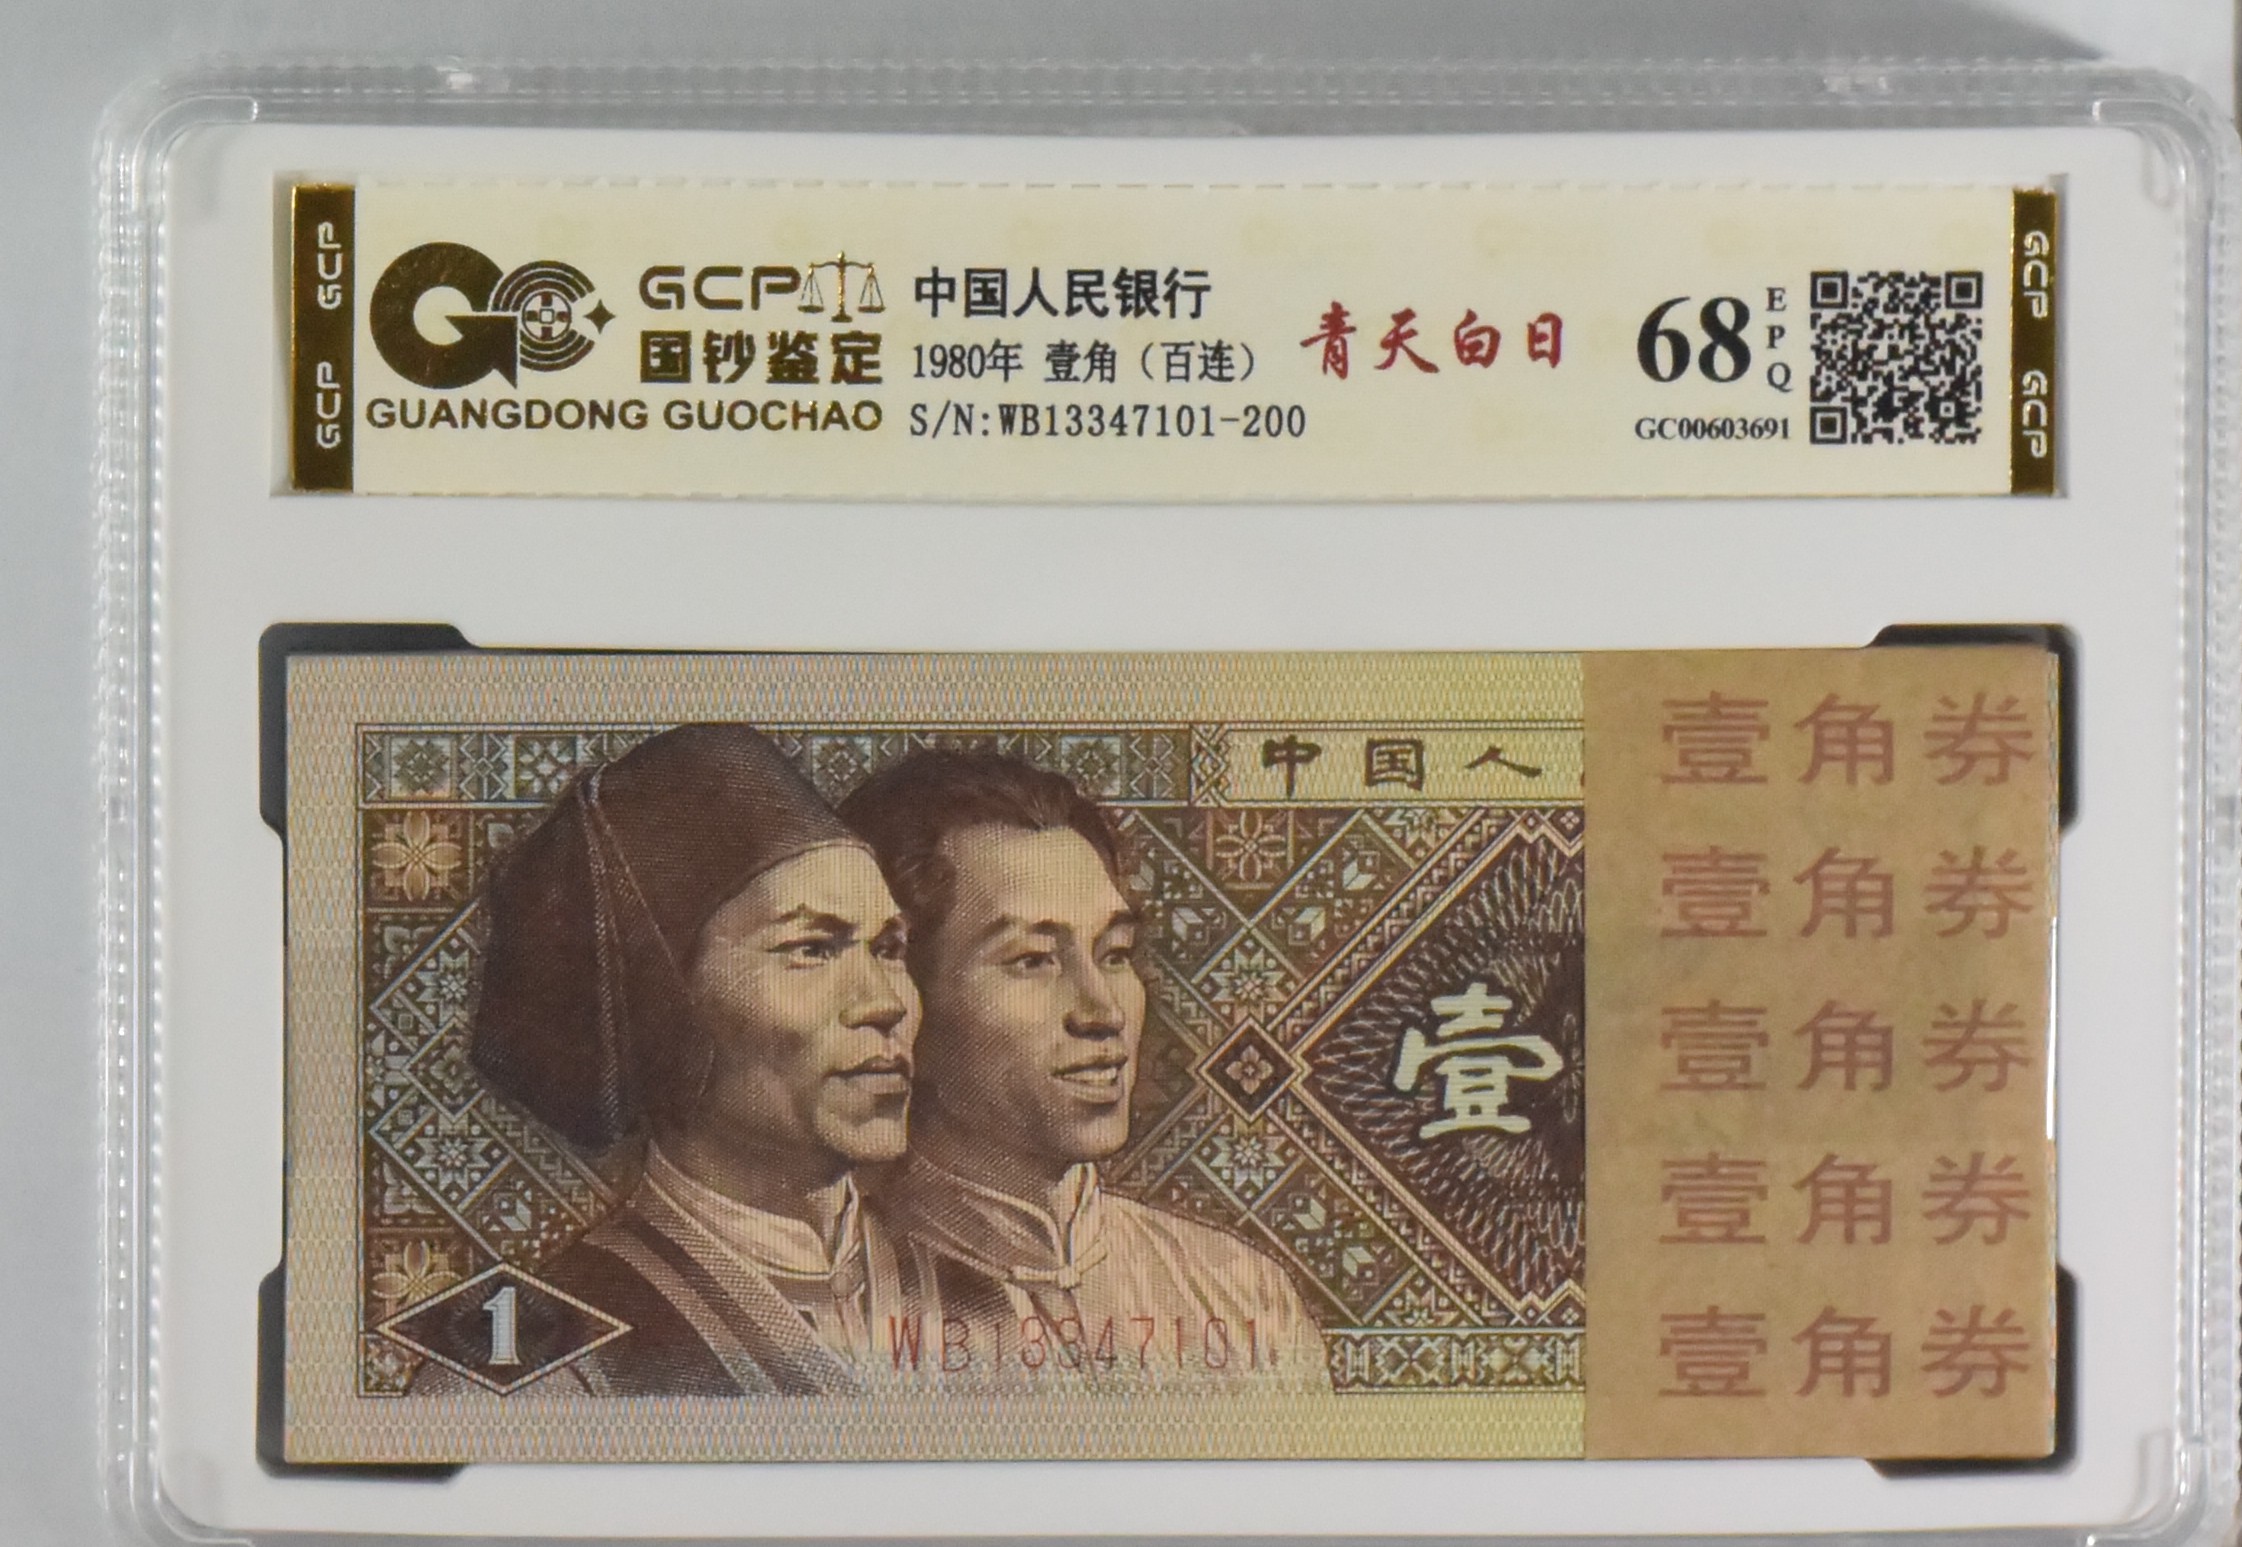 GCP GCP
GCP
国钞鉴定
GUANGDONG GUOCHAO
中国人民银行
1980年 壹角（百连）
S/N:WB13347101-200
青天白日
68 EPQ
GC00603691
GCP GCP
中国人
壹
1
WB13347101
壹角券
壹角券
壹角券
壹角券
壹角券